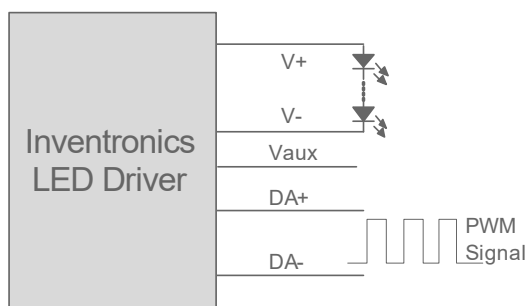 Inventronics
LED Driver
V+
V-
Vaux
DA+
DA-
PWM
Signal